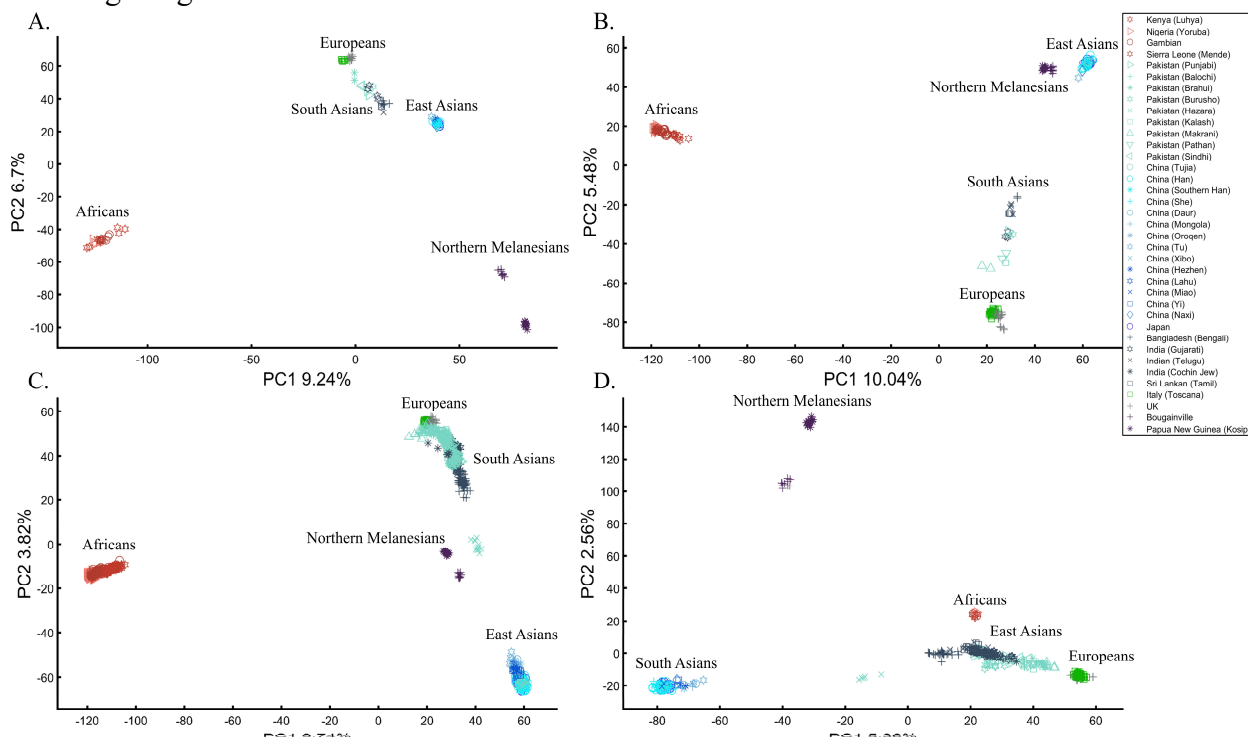 A.
Europeans
South Asians
East Asians
Africans
Northern Melanesians
60
40
20
0
-20
-40
-60
-80
-100
PC2 6.7%
-100
-50
0
50
PC1 9.24%
B.
East Asians
Northern Melanesians
Africans
South Asians
Europeans
60
40
20
0
-20
-40
-60
-80
PC2 5.48%
-120
-100
-80
-60
-40
-20
0
20
40
60
PC1 10.04%
Kenya (Luhya)
Nigeria (Yoruba)
Gambian
Sierra Leone (Mende)
Pakistan (Punjabi)
Pakistan (Balochi)
Pakistan (Brahui)
Pakistan (Burusho)
Pakistan (Hazara)
Pakistan (Kalash)
Pakistan (Makrani)
Pakistan (Pathan)
Pakistan (Sindhi)
China (Tujia)
China (Han)
China (Southern Han)
China (She)
China (Daur)
China (Mongola)
China (Oroqen)
China (Tu)
China (Xibo)
China (Hezhen)
China (Lahu)
China (Miao)
China (Yi)
China (Naxi)
Japan
Bangladesh (Bengali)
India (Gujarati)
Indian (Telugu)
India (Cochin Jew)
Sri Lankan (Tamil)
Italy (Toscana)
UK
Bougainville
Papua New Guinea (Kosip
C.
Europeans
South Asians
Northern Melanesians
Africans
East Asians
60
40
20
0
-20
-40
-60
PC2 3.82%
-120
-100
-80
-60
-40
-20
0
20
40
60
D.
Northern Melanesians
Africans
East Asians
Europeans
South Asians
140
120
100
80
60
40
20
0
-20
PC2 2.56%
-80
-60
-40
-20
0
20
40
60